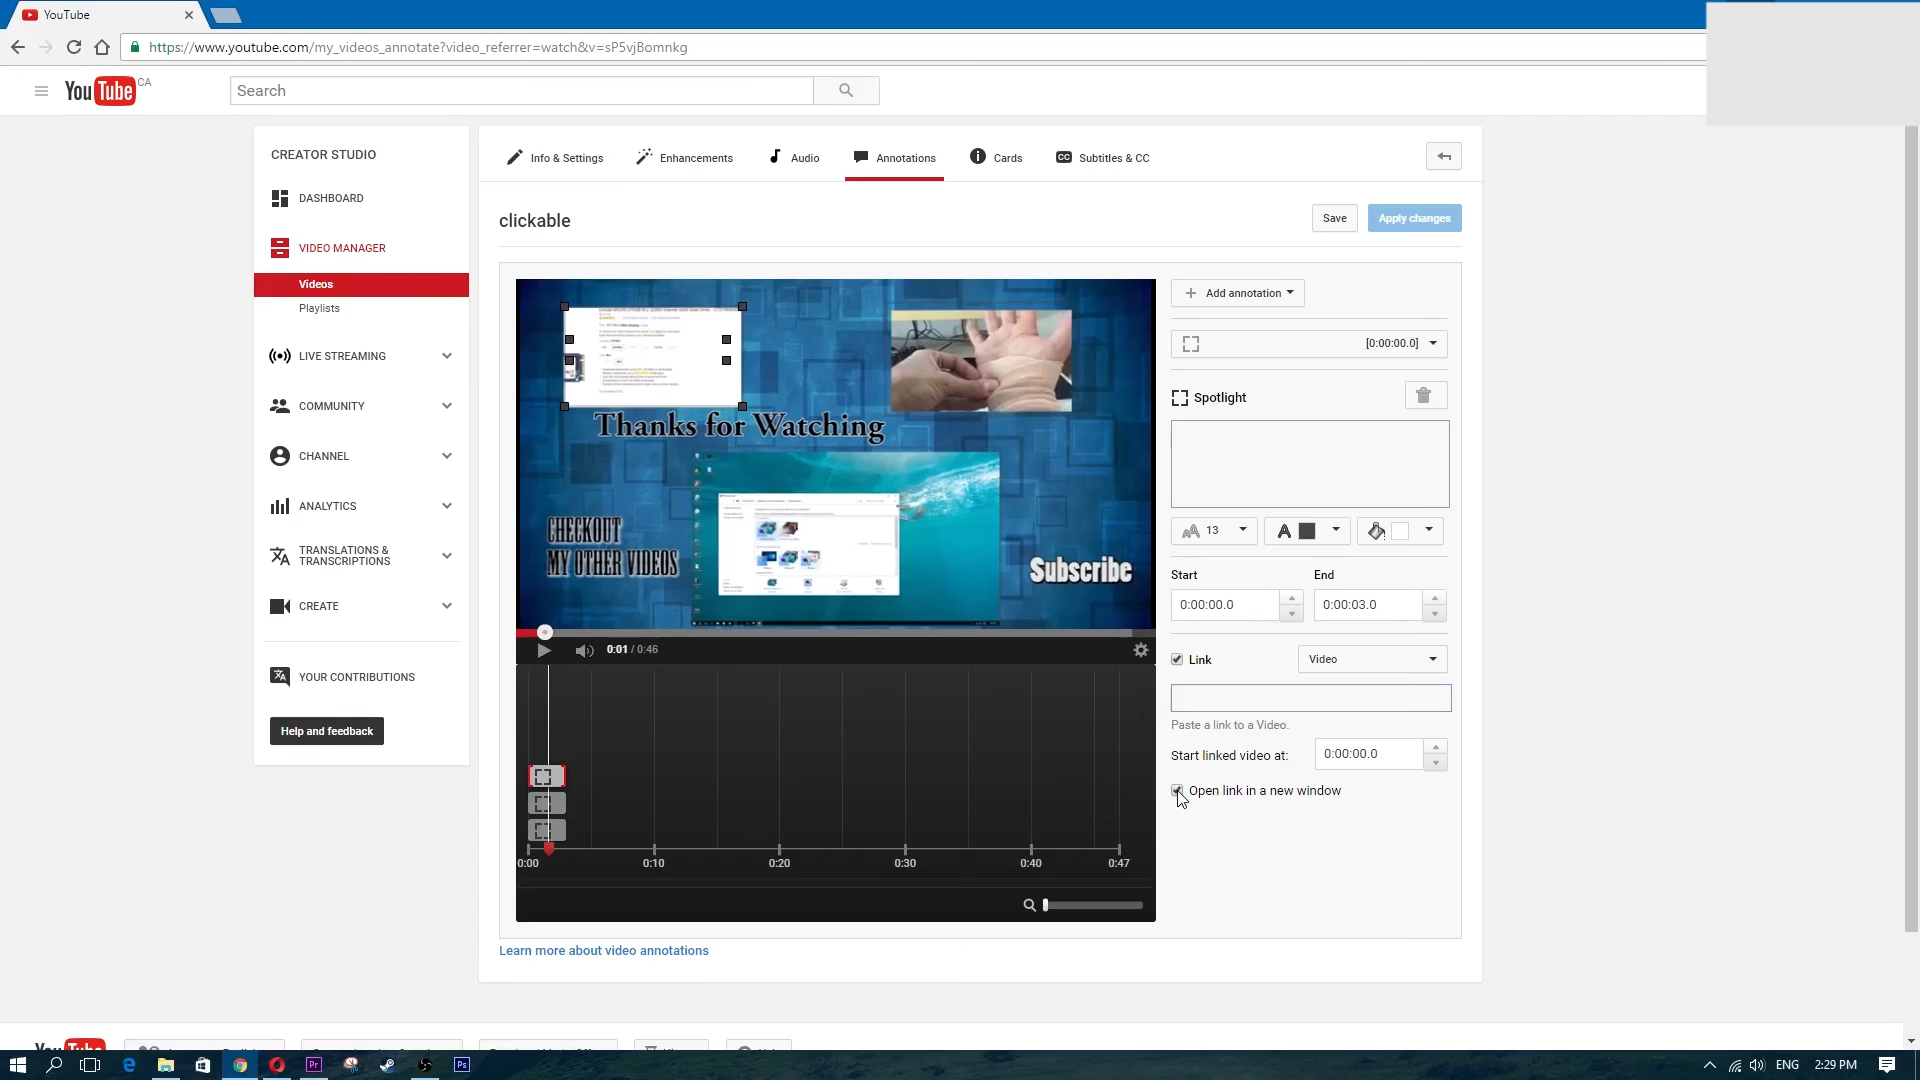 YouTube
https://www.youtube.com/my_videos_annotate?video_referrer=watch&v=sP5vjBomnkg
YouTube CA
Search
CREATOR STUDIO
DASHBOARD
VIDEO MANAGER
Videos
Playlists
LIVE STREAMING
COMMUNITY
CHANNEL
ANALYTICS
TRANSLATIONS &
TRANSCRIPTIONS
CREATE
YOUR CONTRIBUTIONS
Help and feedback
Info & Settings
Enhancements
Audio
Annotations
Cards
CC Subtitles & CC
clickable
Save
Apply changes
Thanks for Watching
CHECKOUT
MY OTHER VIDEOS
Subscribe
0:01 / 0:46
0:00
0:10
0:20
0:30
0:40
0:47
Learn more about video annotations
+ Add annotation
[0:00:00.0]
Spotlight
AA 13
A
Start
End
0:00:00.0
0:00:03.0
Link
Video
Paste a link to a Video.
Start linked video at:
0:00:00.0
Open link in a new window
YouTube
Pr
Ps
ENG
2:29 PM